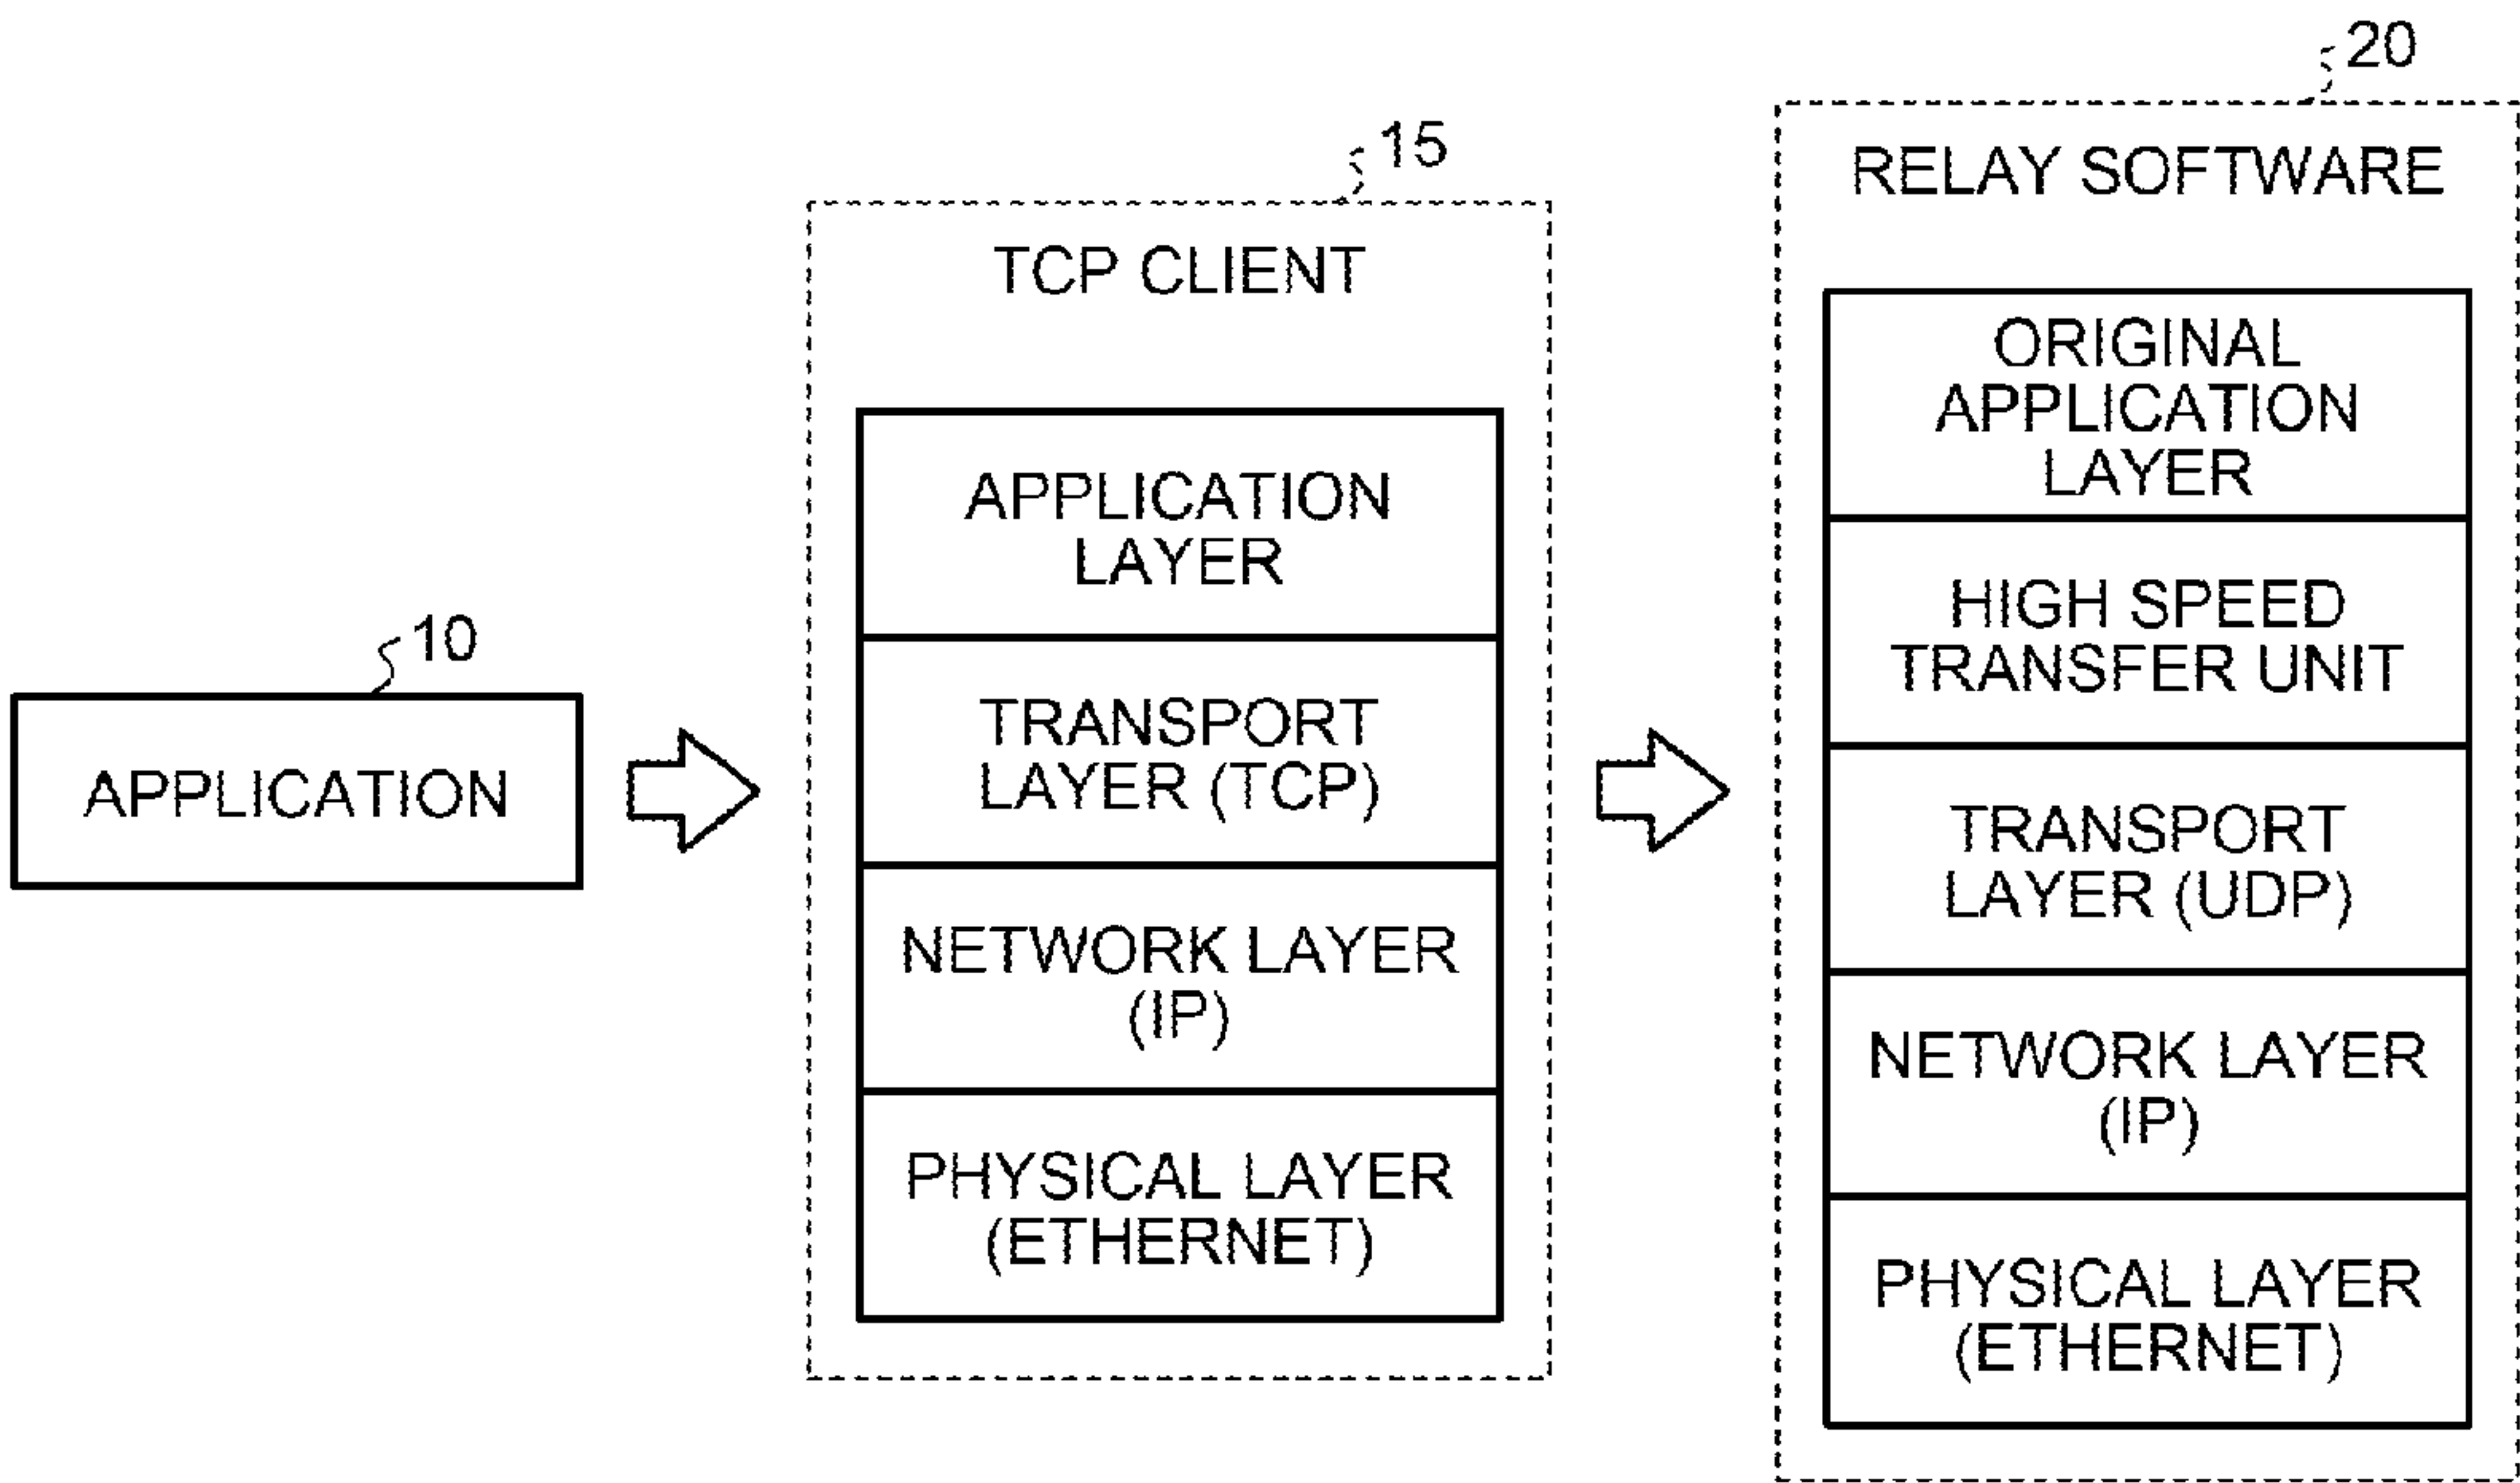 10
APPLICATION
15
TCP CLIENT
APPLICATION
LAYER
TRANSPORT
LAYER (TCP)
NETWORK LAYER
(IP)
PHYSICAL LAYER
(ETHERNET)
20
RELAY SOFTWARE
ORIGINAL
APPLICATION
LAYER
HIGH SPEED
TRANSFER UNIT
TRANSPORT
LAYER (UDP)
NETWORK LAYER
(IP)
PHYSICAL LAYER
(ETHERNET)